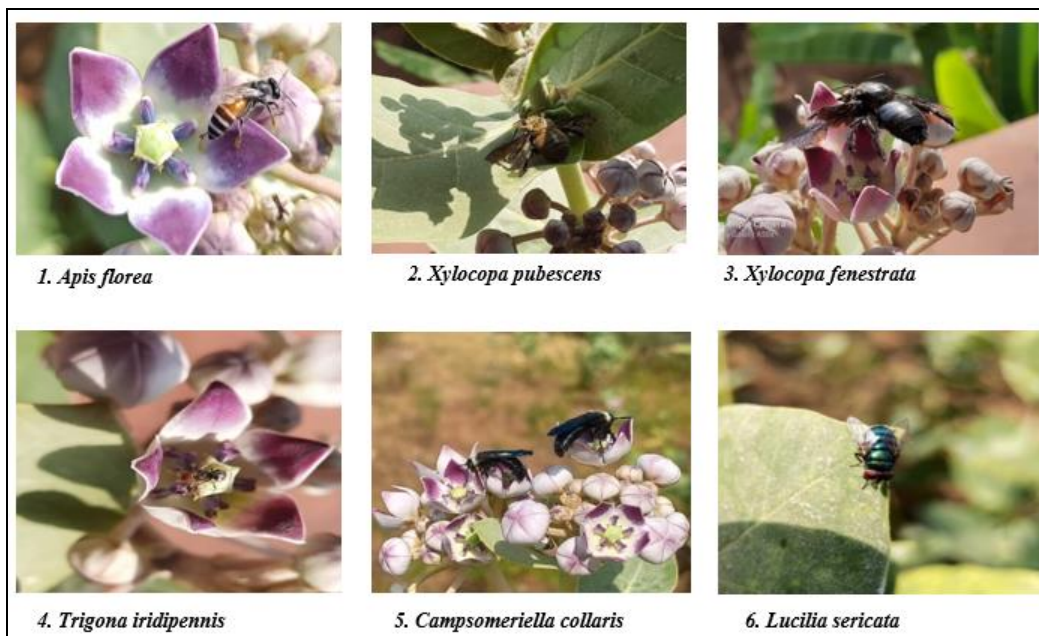 1. Apis florea
2. Xylocopa pubescens
3. Xylocopa fenestrata
4. Trigona iridipennis
5. Campsomeriella collaris
6. Lucilia sericata